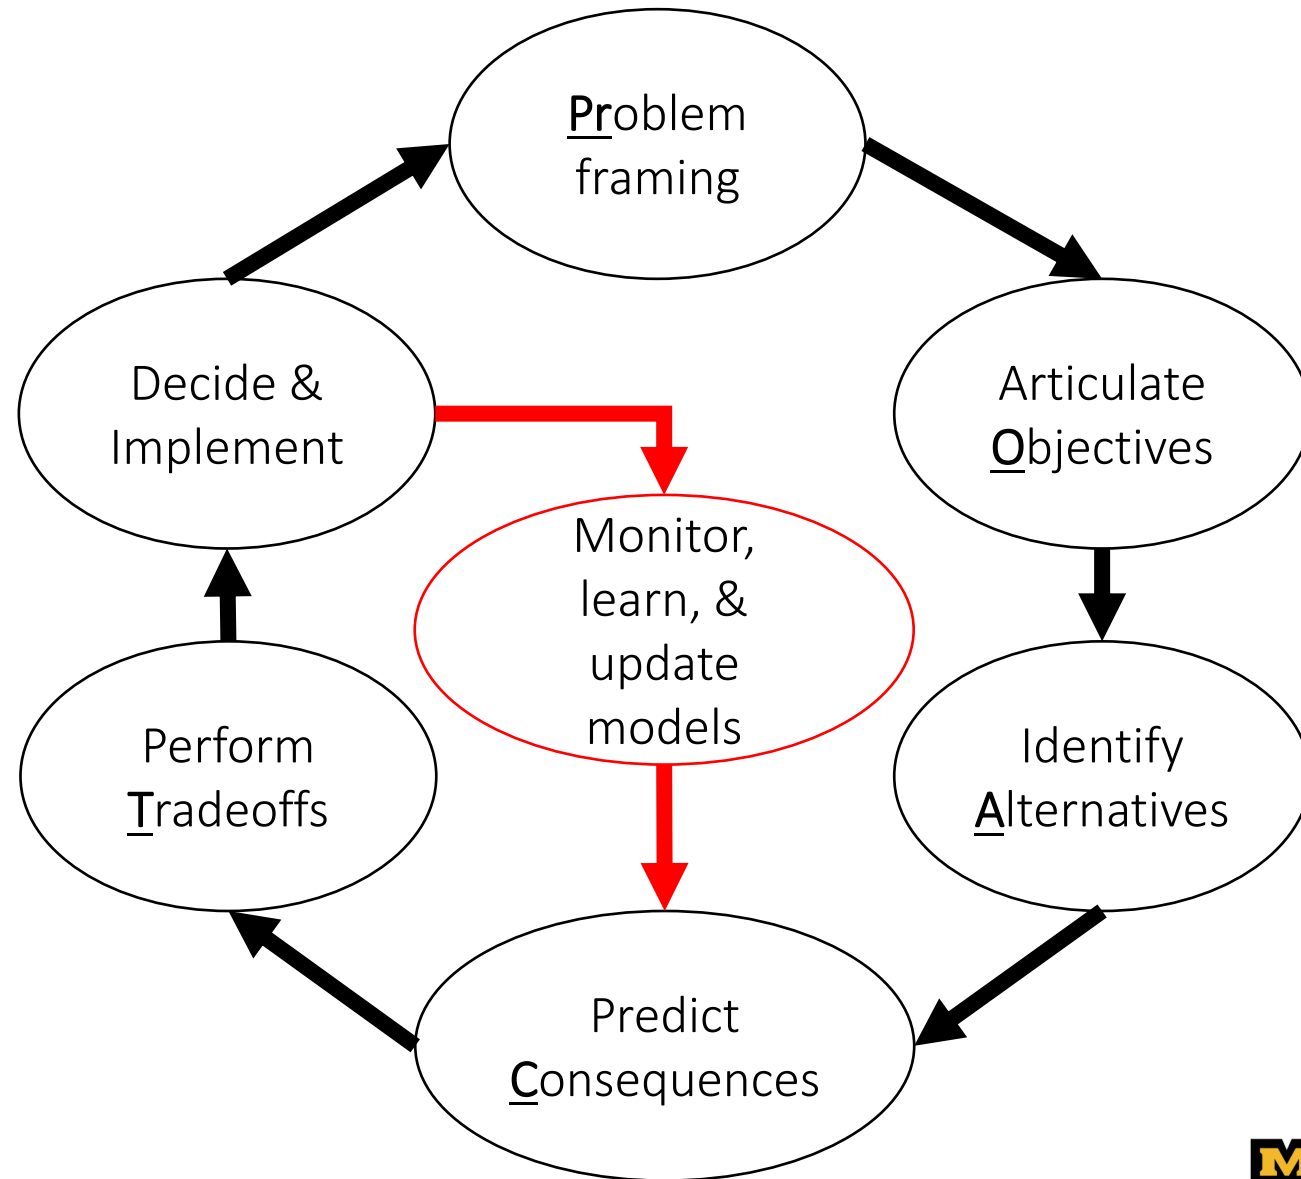 Problem
framing
Decide &
Implement
Articulate
Objectives
Monitor,
learn, &
update
models
Perform
Tradeoffs
Identify
Alternatives
Predict
Consequences
M